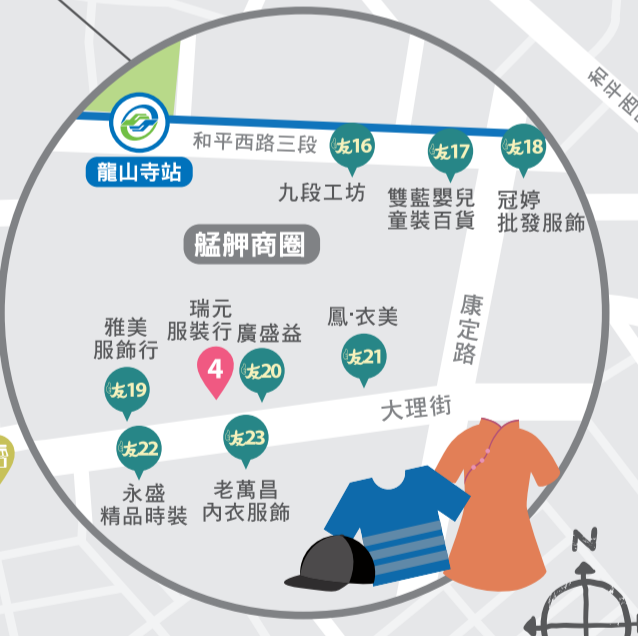 和平西
和平西路三段
友16
友17
友18
龍山寺站
九段工坊
雙藍嬰兒
童裝百貨
冠婷
批發服飾
艋舺商圈
康定路
瑞元
服裝行
雅美
服飾行
廣盛益
鳳·衣美
4
友19
友20
友21
大理街
友22
友23
永盛
精品時裝
老萬昌
內衣服飾
N